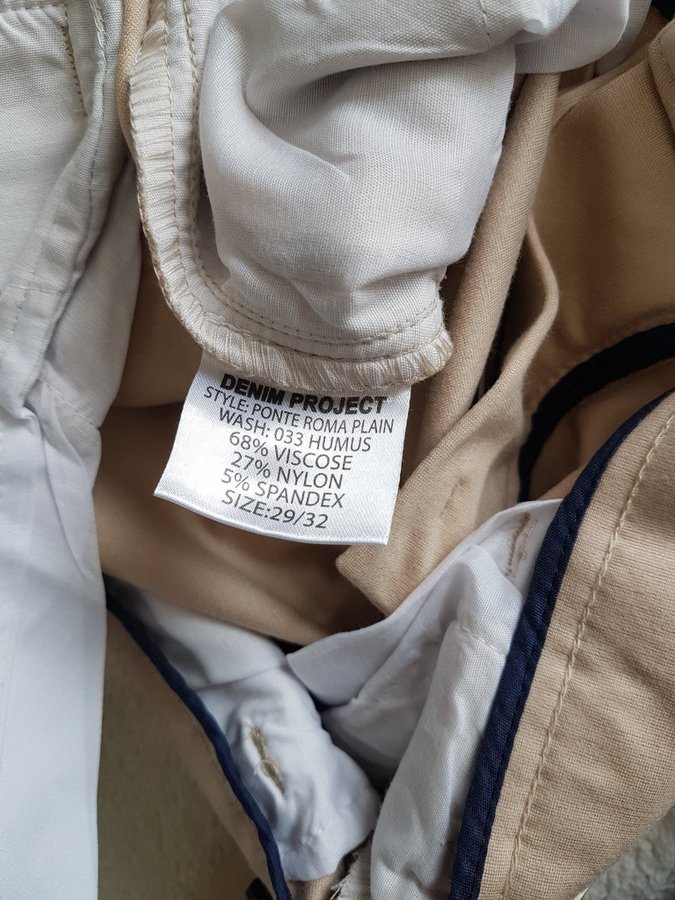 DENIM PROJECT
STYLE: PONTE ROMA PLAIN
WASH: 033 HUMUS
68% VISCOSE
27% NYLON
5% SPANDEX
SIZE:29/32